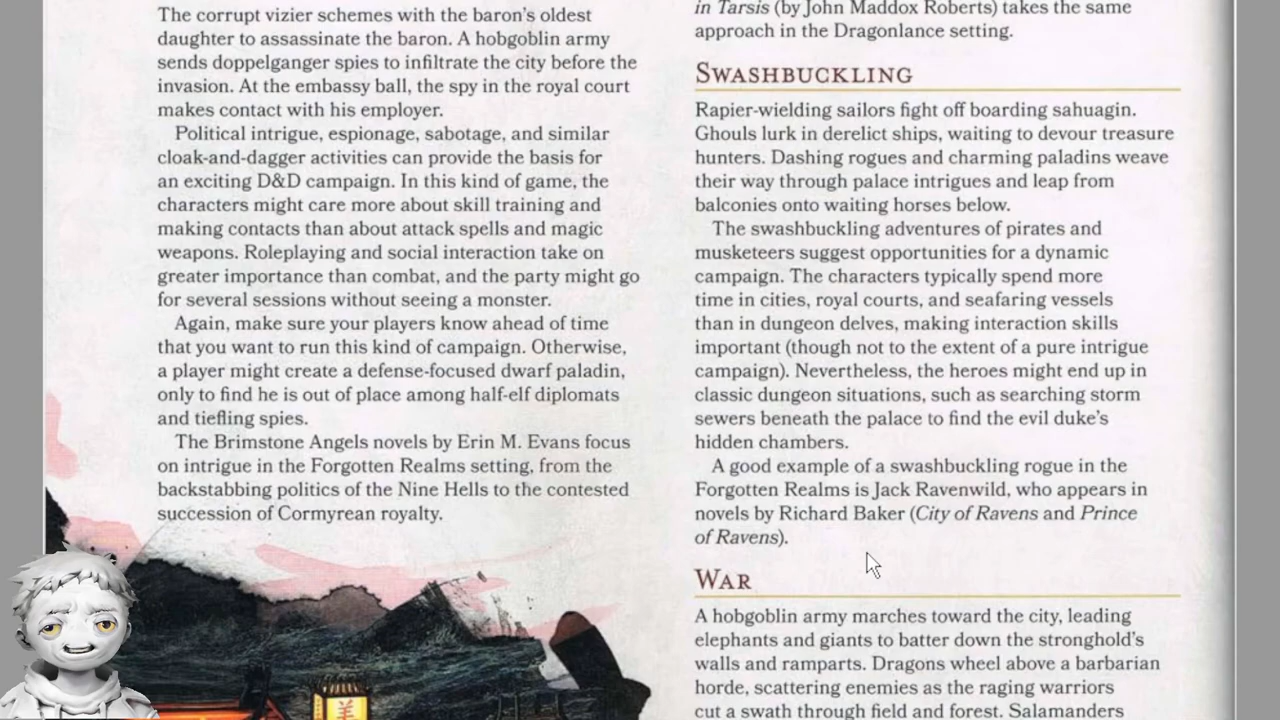 The corrupt vizier schemes with the baron's oldest
daughter to assassinate the baron. A hobgoblin army
sends doppelganger spies to infiltrate the city before the
invasion. At the embassy ball, the spy in the royal court
makes contact with his employer.
Political intrigue, espionage, sabotage, and similar
cloak-and-dagger activities can provide the basis for
an exciting D&D campaign. In this kind of game, the
characters might care more about skill training and
making contacts than about attack spells and magic
weapons. Roleplaying and social interaction take on
greater importance than combat, and the party might go
for several sessions without seeing a monster.
Again, make sure your players know ahead of time
that you want to run this kind of campaign. Otherwise,
a player might create a defense-focused dwarf paladin,
only to find he is out of place among half-elf diplomats
and tiefling spies.
The Brimstone Angels novels by Erin M. Evans focus
on intrigue in the Forgotten Realms setting, from the
backstabbing politics of the Nine Hells to the contested
succession of Cormyrean royalty.
in Tarsis (by John Maddox Roberts) takes the same
approach in the Dragonlance setting.
SWASHBUCKLING
Rapier-wielding sailors fight off boarding sahuagin.
Ghouls lurk in derelict ships, waiting to devour treasure
hunters. Dashing rogues and charming paladins weave
their way through palace intrigues and leap from
balconies onto waiting horses below.
The swashbuckling adventures of pirates and
musketeers suggest opportunities for a dynamic
campaign. The characters typically spend more
time in cities, royal courts, and seafaring vessels
than in dungeon delves, making interaction skills
important (though not to the extent of a pure intrigue
campaign). Nevertheless, the heroes might end up in
classic dungeon situations, such as searching storm
sewers beneath the palace to find the evil duke's
hidden chambers.
A good example of a swashbuckling rogue in the
Forgotten Realms is Jack Ravenwild, who appears in
novels by Richard Baker (City of Ravens and Prince
of Ravens).
WAR
A hobgoblin army marches toward the city, leading
elephants and giants to batter down the stronghold's
walls and ramparts. Dragons wheel above a barbarian
horde, scattering enemies as the raging warriors
cut a swath through field and forest. Salamanders